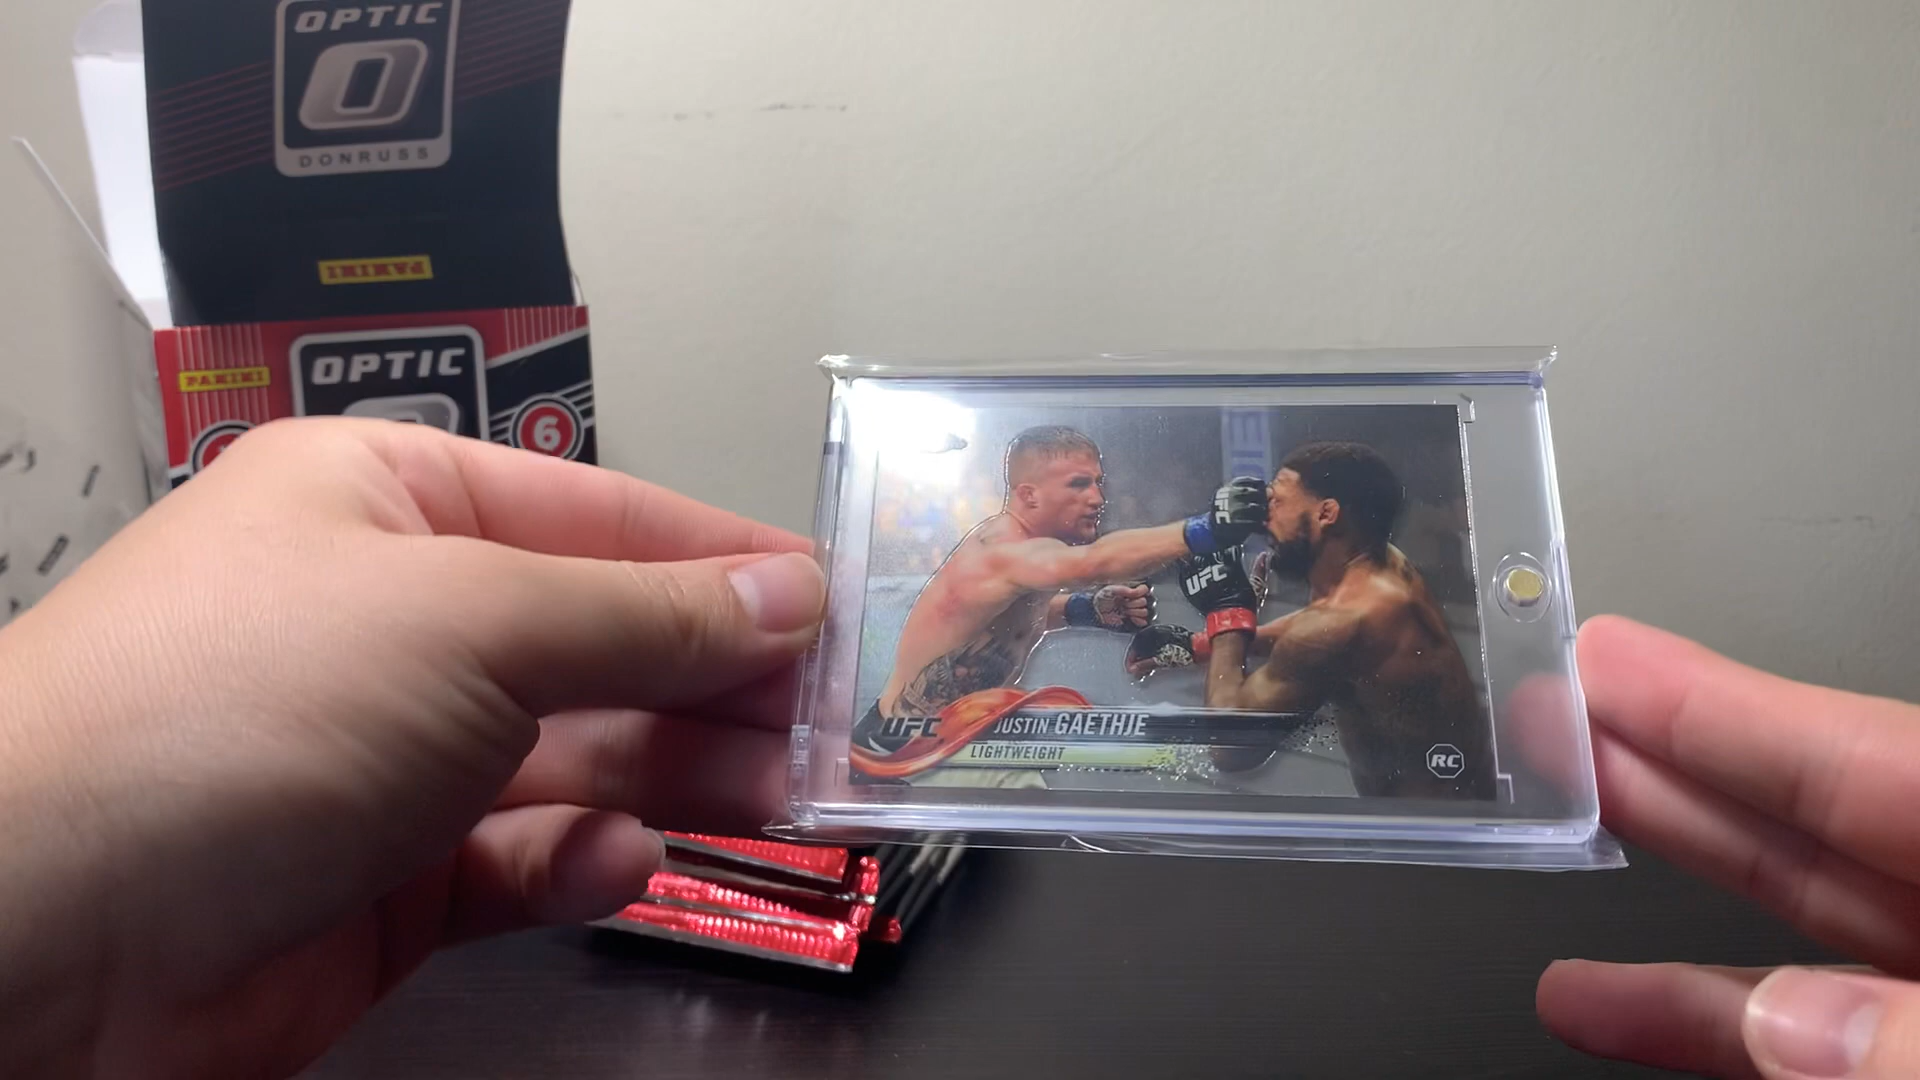 OPTIC
DONRUSS
PANINI
PANINI
OPTIC
6
UFC
UFC
UFC
JUSTIN GAETHJE
LIGHTWEIGHT
RC